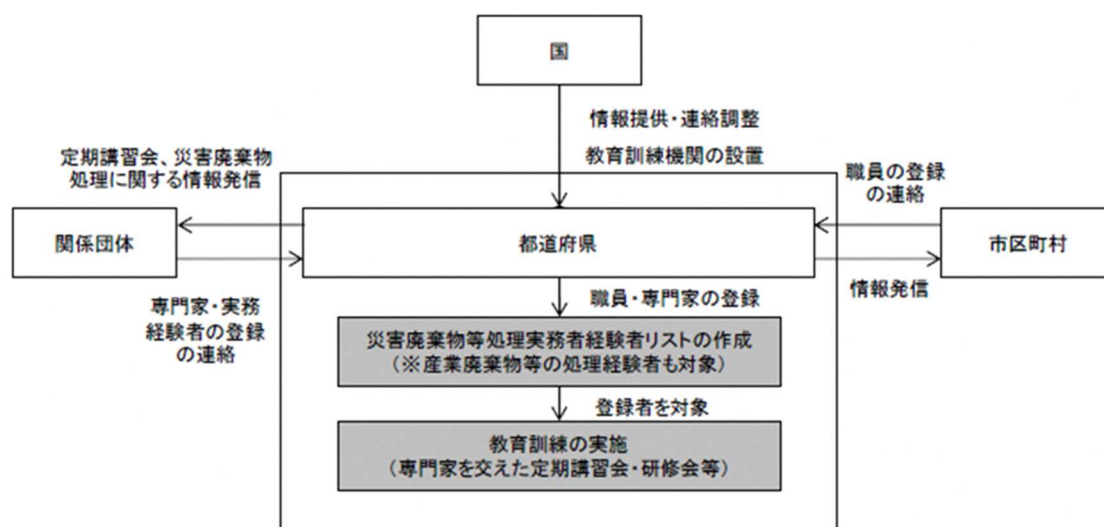 国
情報提供・連絡調整
教育訓練機関の設置
定期講習会、災害廃棄物
処理に関する情報発信
職員の登録
の連絡
関係団体
都道府県
市区町村
専門家・実務
経験者の登録
の連絡
職員・専門家の登録
情報発信
災害廃棄物等処理実務者経験者リストの作成
（※産業廃棄物等の処理経験者も対象）
登録者を対象
教育訓練の実施
（専門家を交えた定期講習会・研修会等）